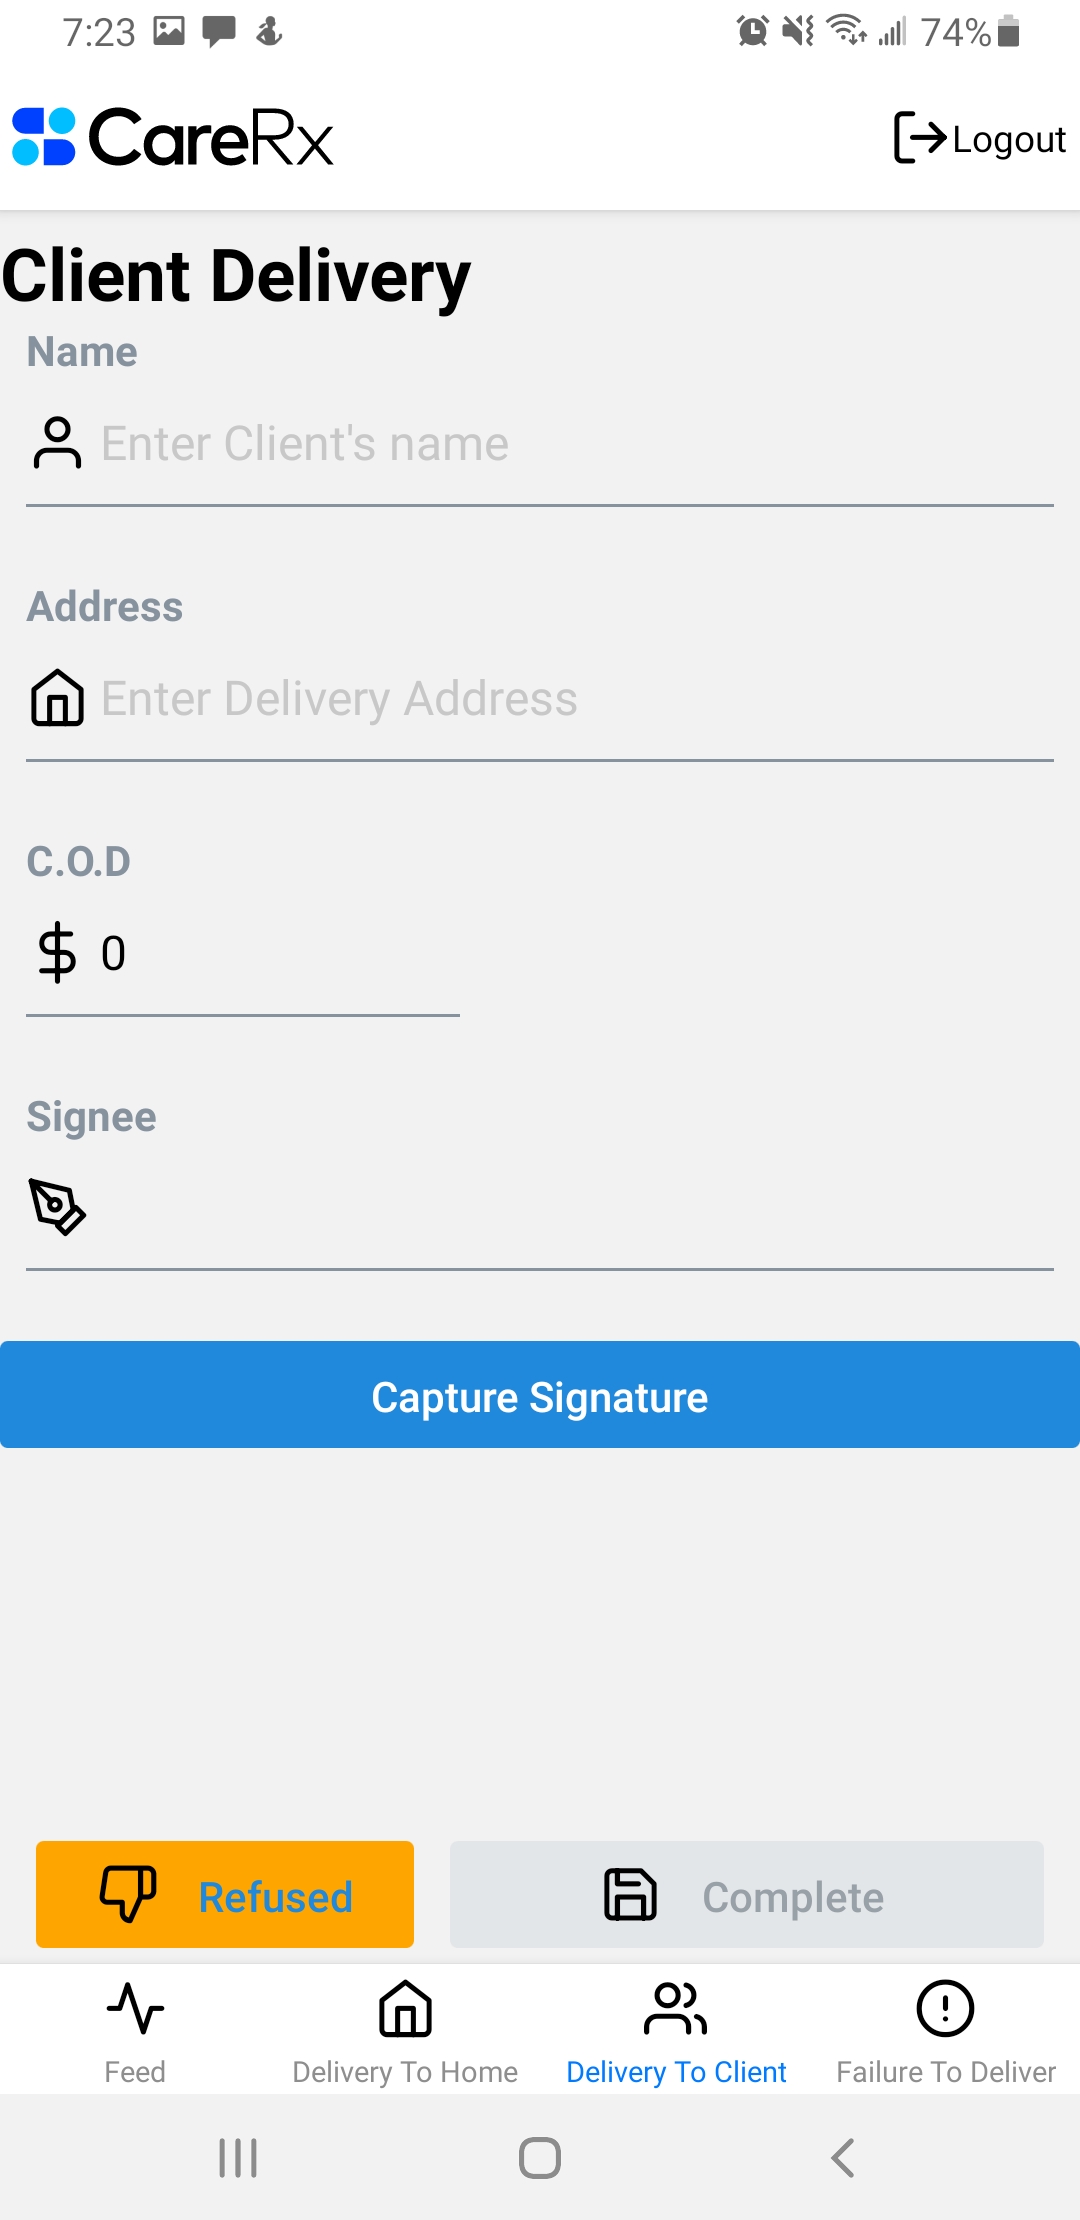 7:23 74%
CareRx Logout
Client Delivery
Name
Enter Client's name
Address
Enter Delivery Address
C.O.D
$ 0
Signee
Capture Signature
Refused Complete
Feed Delivery To Home Delivery To Client Failure To Deliver